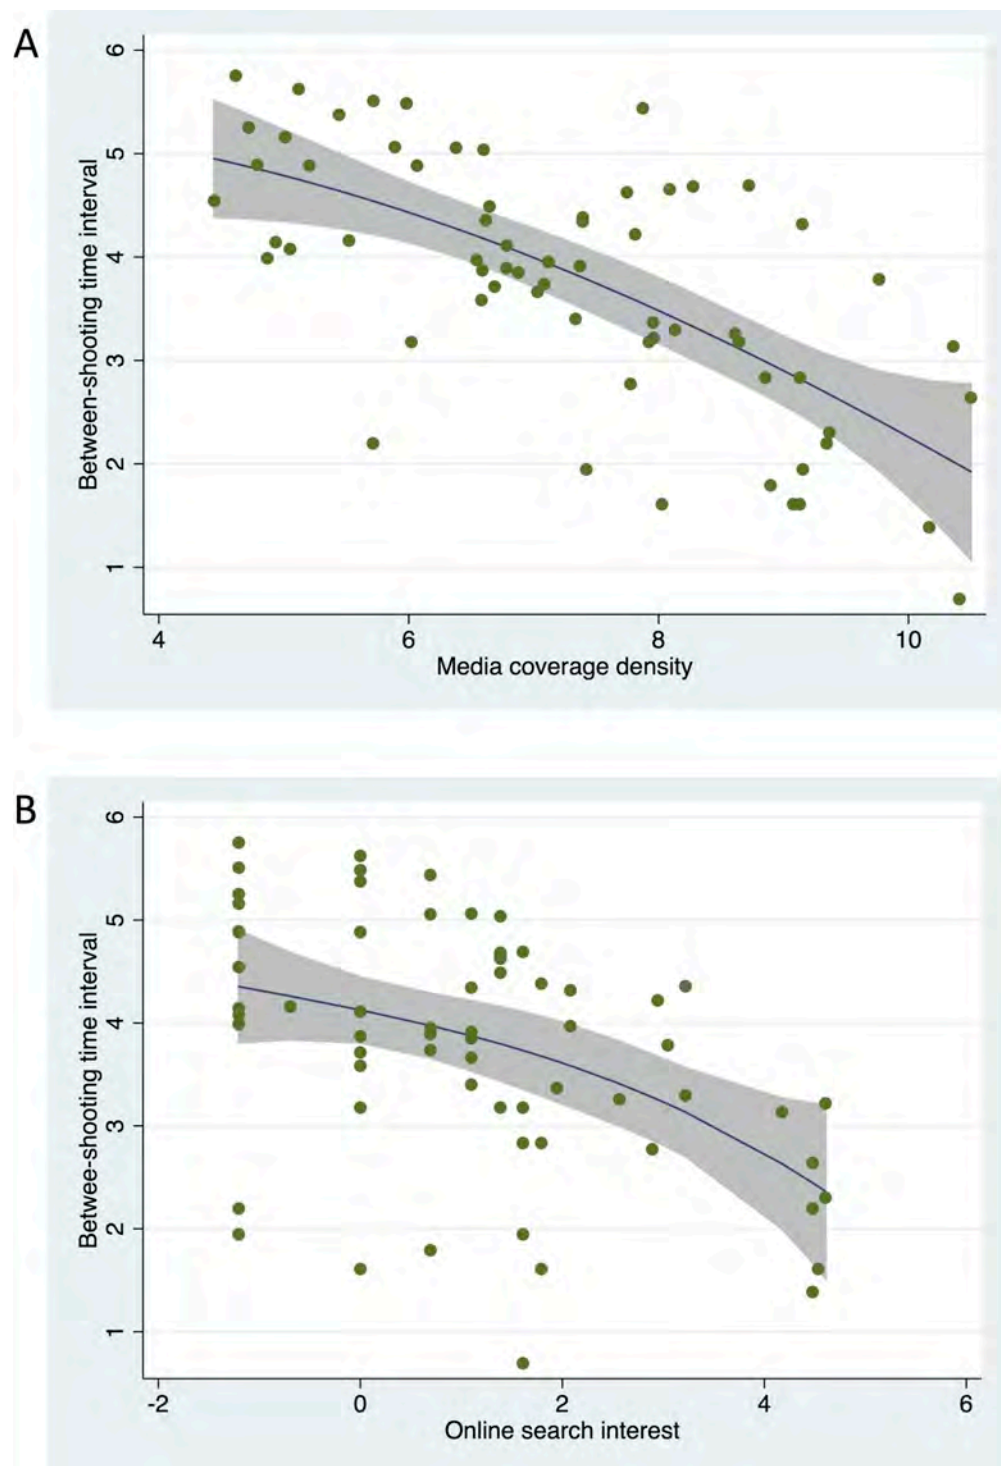 A
6
5
4
3
2
1
Between-shooting time interval
4 6 8 10
Media coverage density
B
6
5
4
3
2
1
Betwee-shooting time interval
-2 0 2 4 6
Online search interest